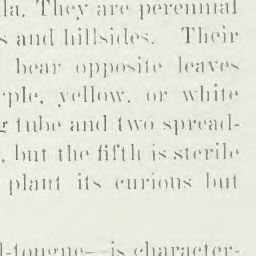 la. They are perennial
s and hillsides. Their
bear opposite leaves
rple, yellow, or white
g tube and two spread-
, but the fifth is sterile
plant its curious but
l-tongue—is character-